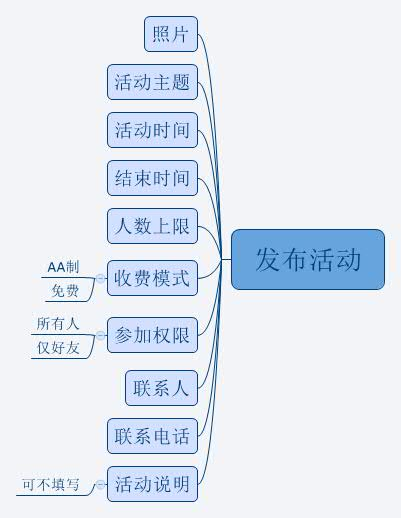 照片
活动主题
活动时间
结束时间
人数上限
发布活动
AA制
收费模式
免费
所有人
参加权限
仅好友
联系人
联系电话
可不填写
活动说明